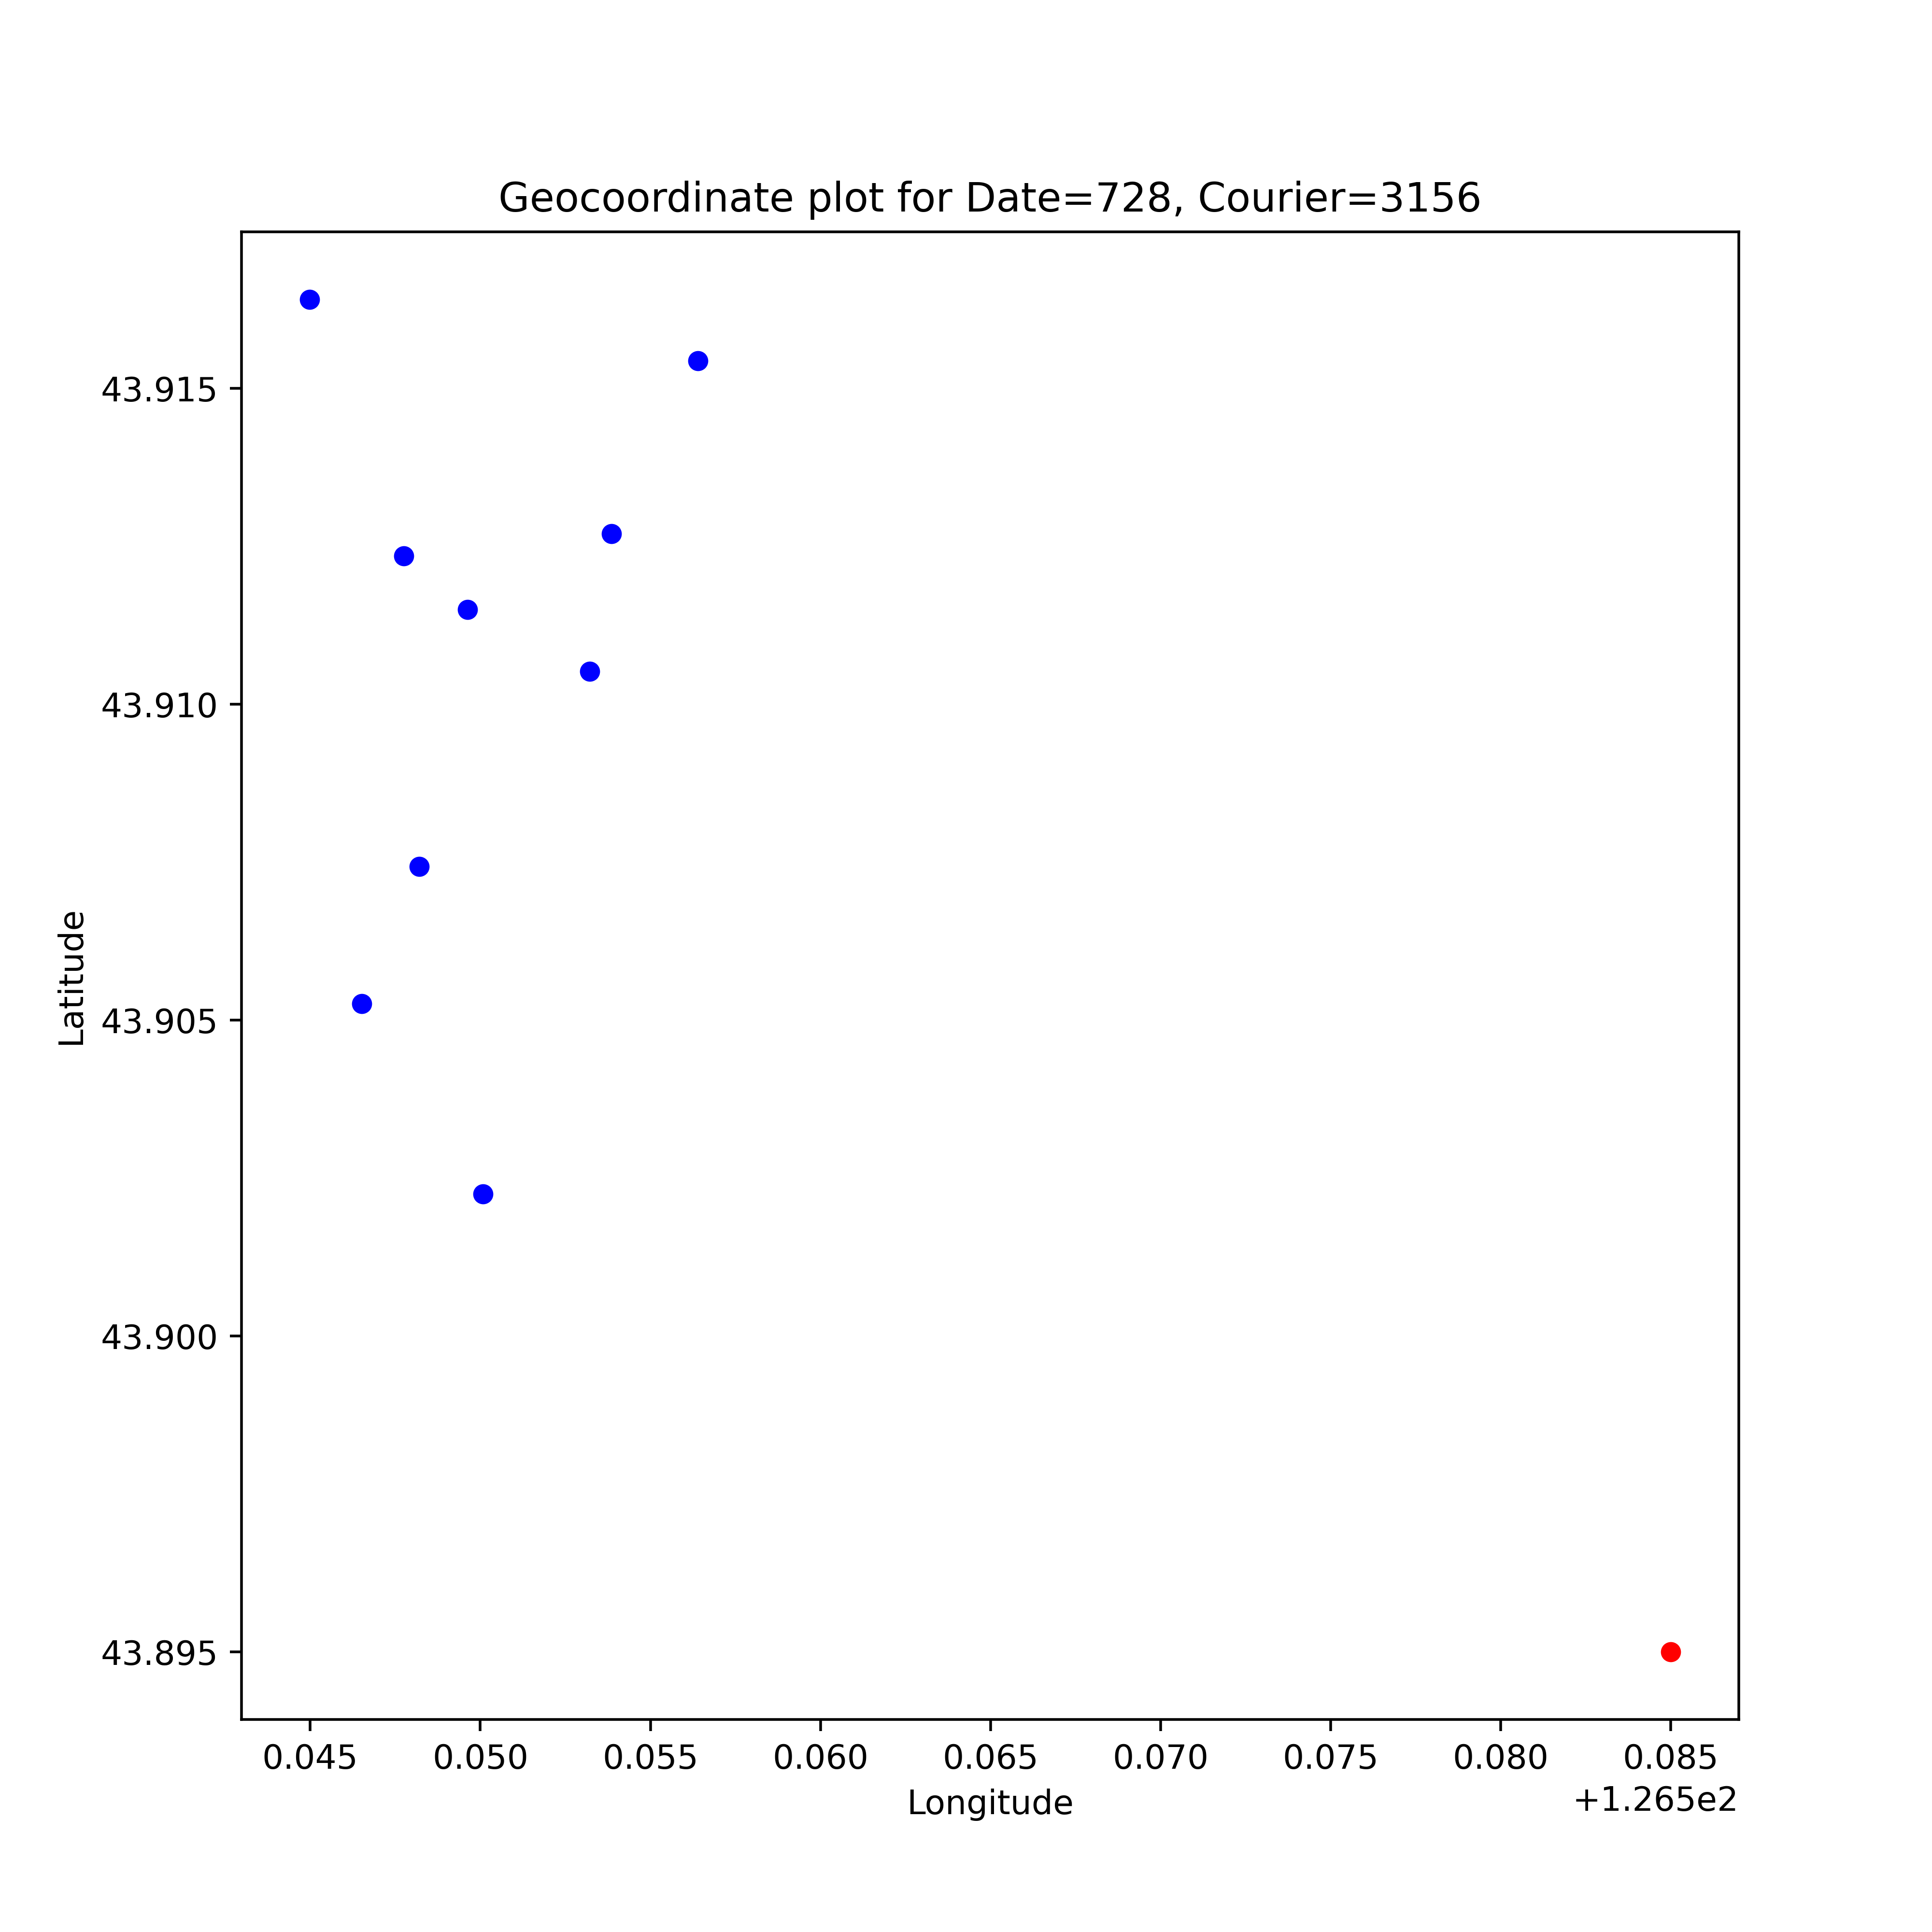 Geocoordinate plot for Date=728, Courier=3156
43.915
43.910
43.905
43.900
43.895
Latitude
0.045 0.050 0.055 0.060 0.065 0.070 0.075 0.080 0.085
+1.265e2
Longitude